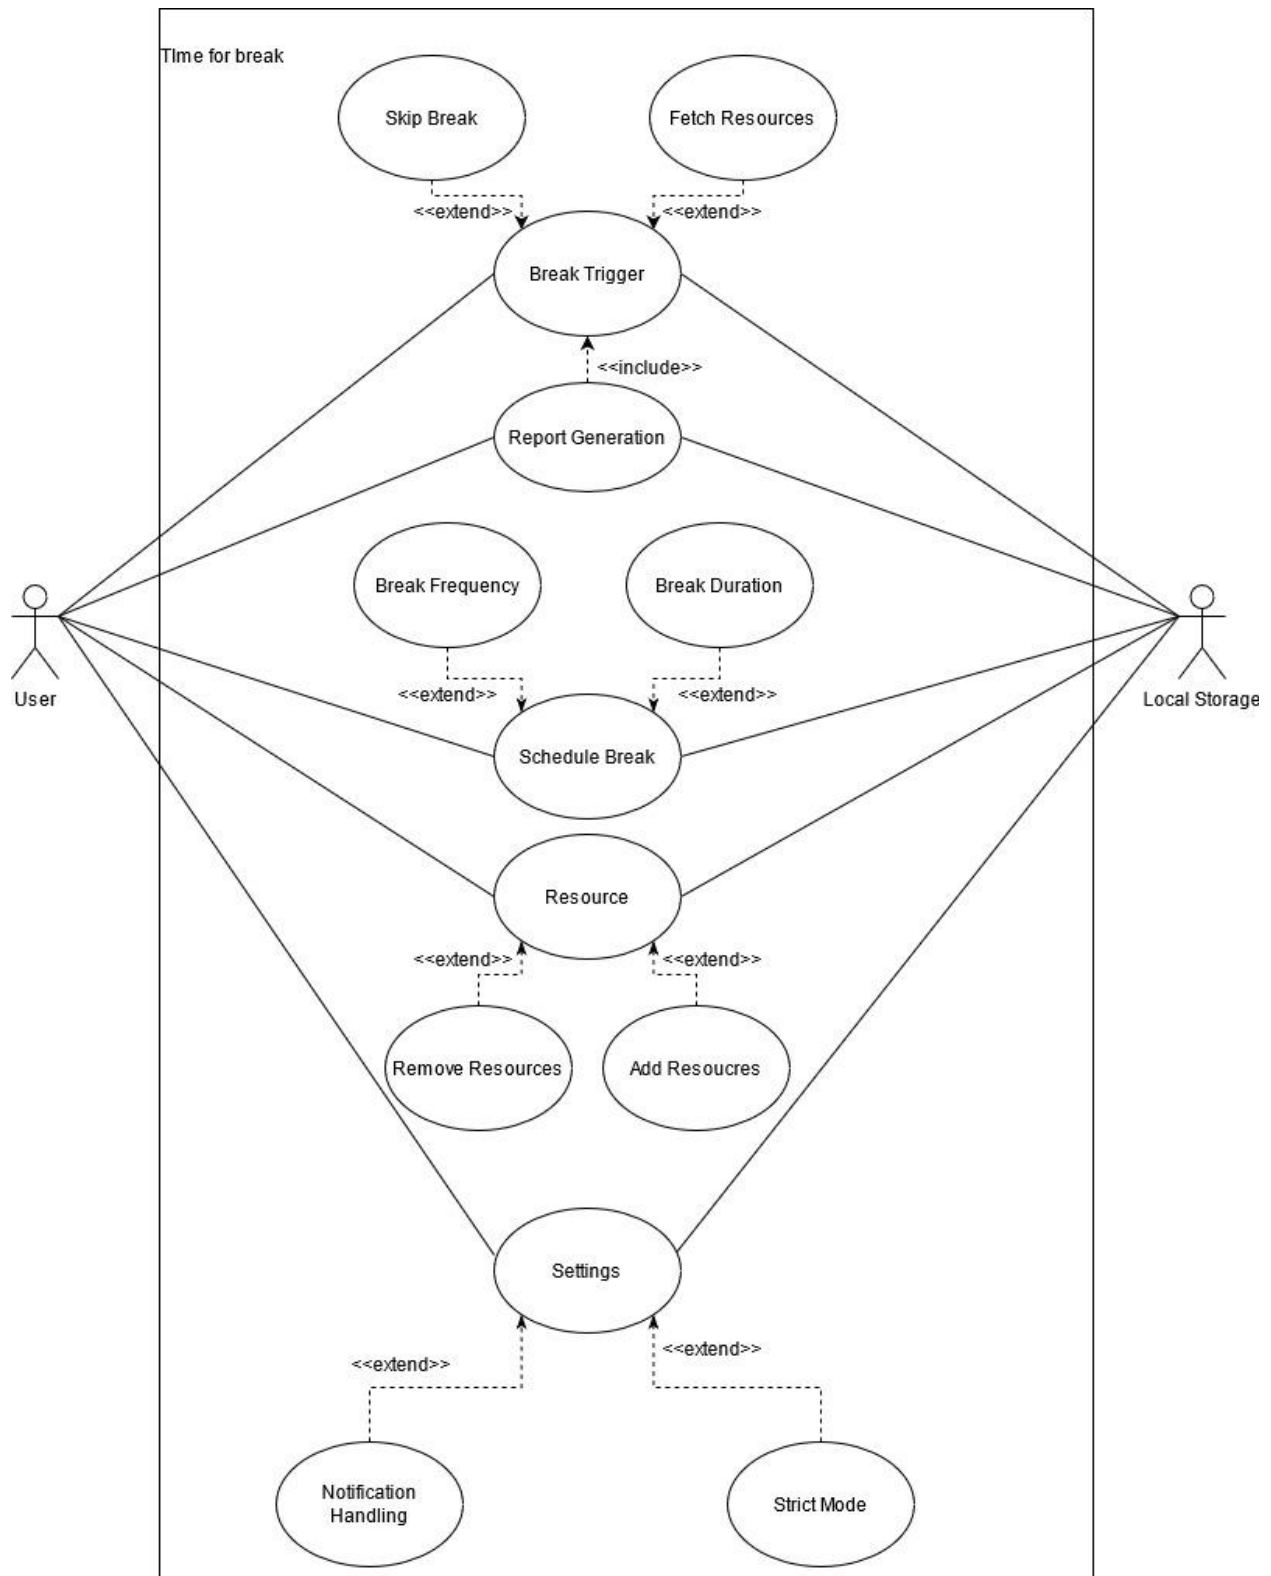 TIme for break
Skip Break
Fetch Resources
<<extend>>
<<extend>>
Break Trigger
<<include>>
Report Generation
Break Frequency
Break Duration
<<extend>>
<<extend>>
User
Local Storage
Schedule Break
Resource
<<extend>>
<<extend>>
Remove Resources
Add Resoucres
Settings
<<extend>>
<<extend>>
Notification
Handling
Strict Mode